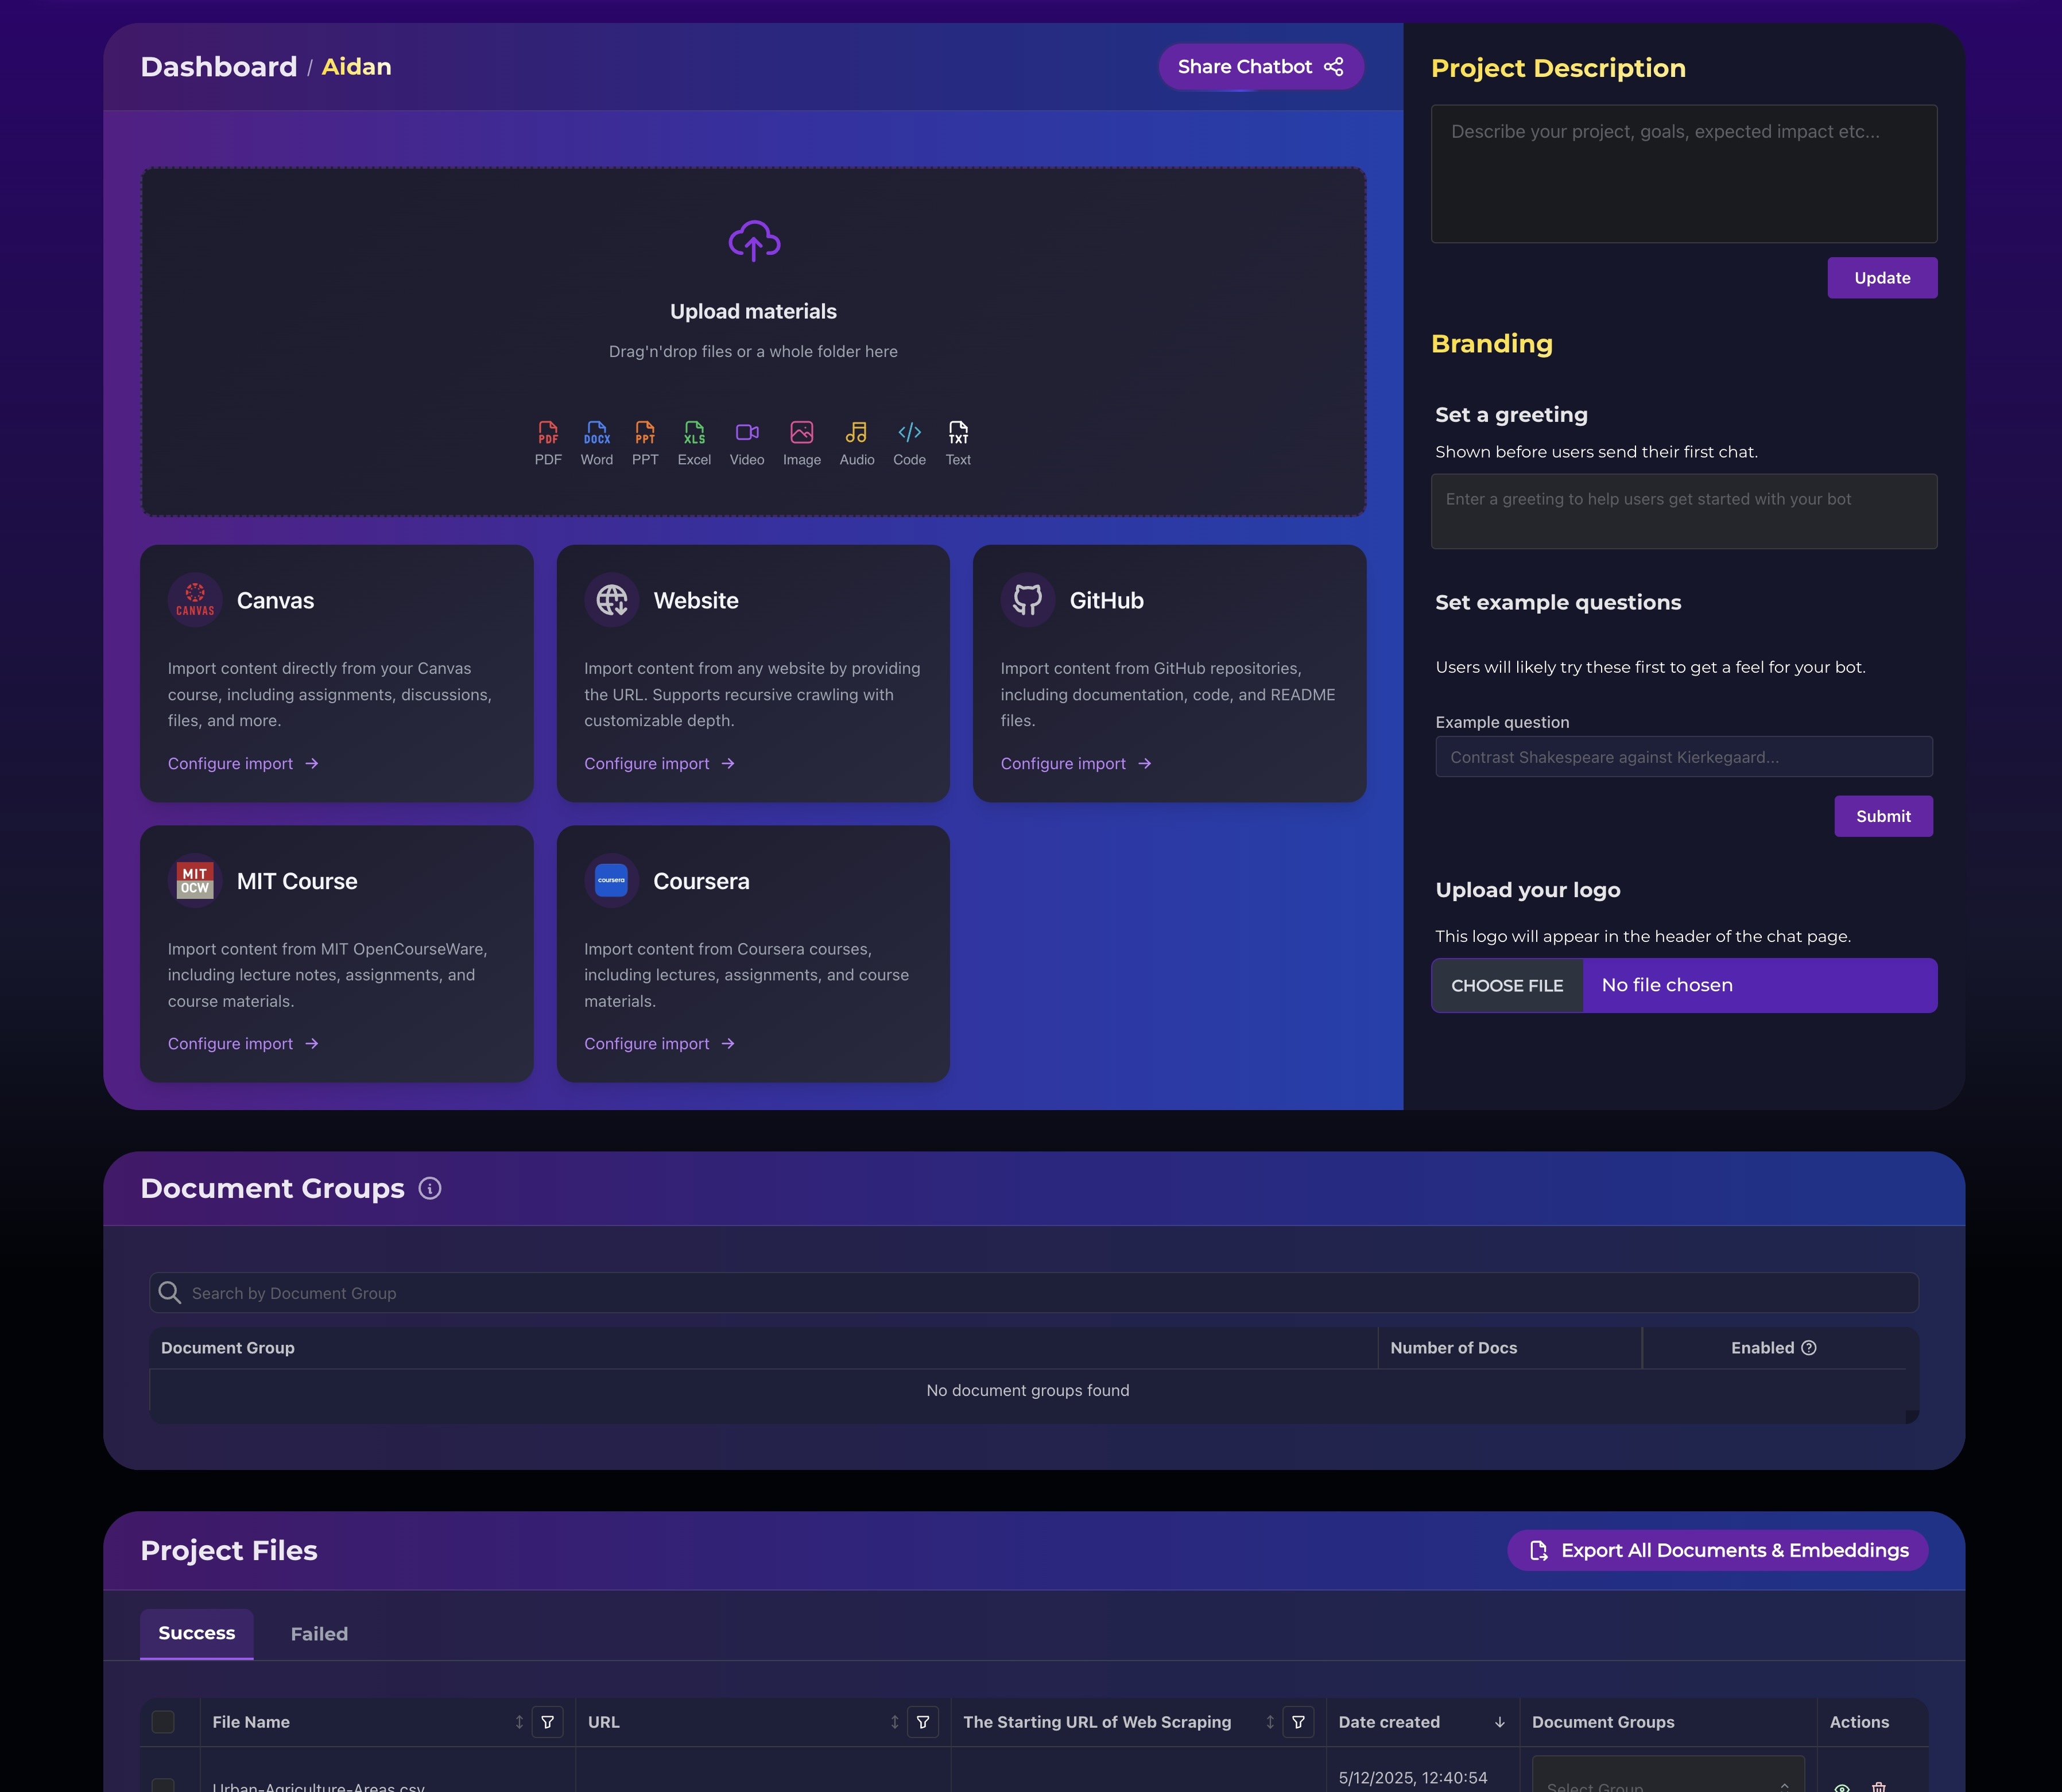 Dashboard / Aidan
Share Chatbot
Upload materials
Drag'n'drop files or a whole folder here
PDF
DOCX
PPT
XLS
TXT
PDF
Word
PPT
Excel
Video
Image
Audio
Code
Text
CANVAS
Canvas
Import content directly from your Canvas
course, including assignments, discussions,
files, and more.
Configure import
Website
Import content from any website by providing
the URL. Supports recursive crawling with
customizable depth.
Configure import
GitHub
Import content from GitHub repositories,
including documentation, code, and README
files.
Configure import
MIT
OCW
MIT Course
Import content from MIT OpenCourseWare,
including lecture notes, assignments, and
course materials.
Configure import
coursera
Coursera
Import content from Coursera courses,
including lectures, assignments, and course
materials.
Configure import
Project Description
Describe your project, goals, expected impact etc...
Update
Branding
Set a greeting
Shown before users send their first chat.
Enter a greeting to help users get started with your bot
Set example questions
Users will likely try these first to get a feel for your bot.
Example question
Contrast Shakespeare against Kierkegaard...
Submit
Upload your logo
This logo will appear in the header of the chat page.
CHOOSE FILE No file chosen
Document Groups
Search by Document Group
Document Group Number of Docs Enabled
No document groups found
Project Files
Export All Documents & Embeddings
Success Failed
File Name URL The Starting URL of Web Scraping Date created Document Groups Actions
5/12/2025, 12:40:54
Urban-Agriculture-Areas.csv Select Group